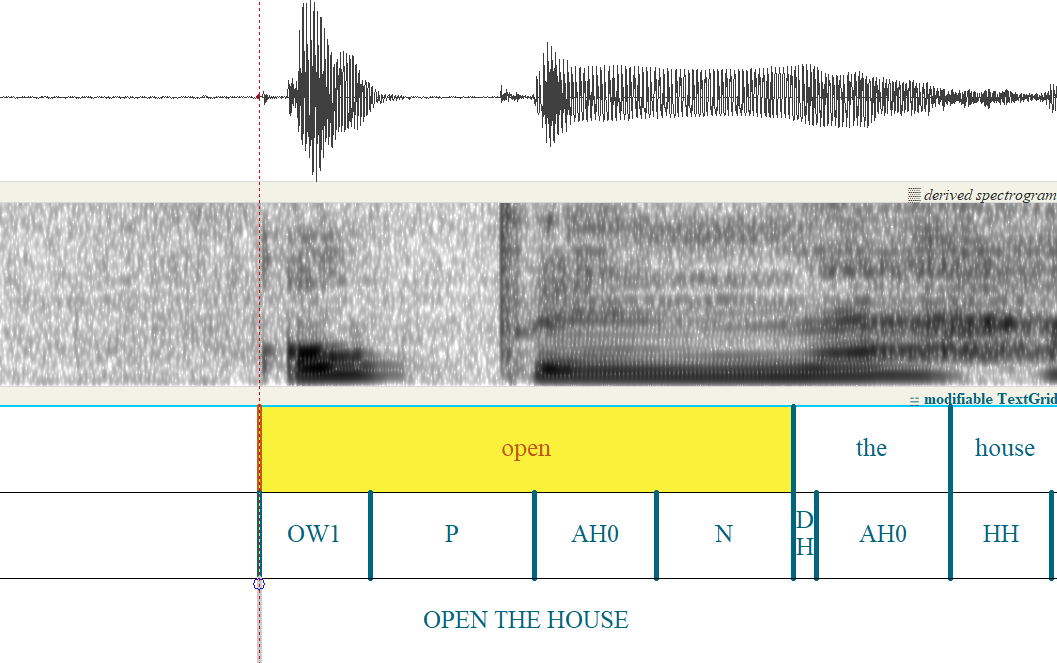 derived spectrogram
modifiable TextGrid
open the house
OW1 P AH0 N DH AH0 HH
OPEN THE HOUSE